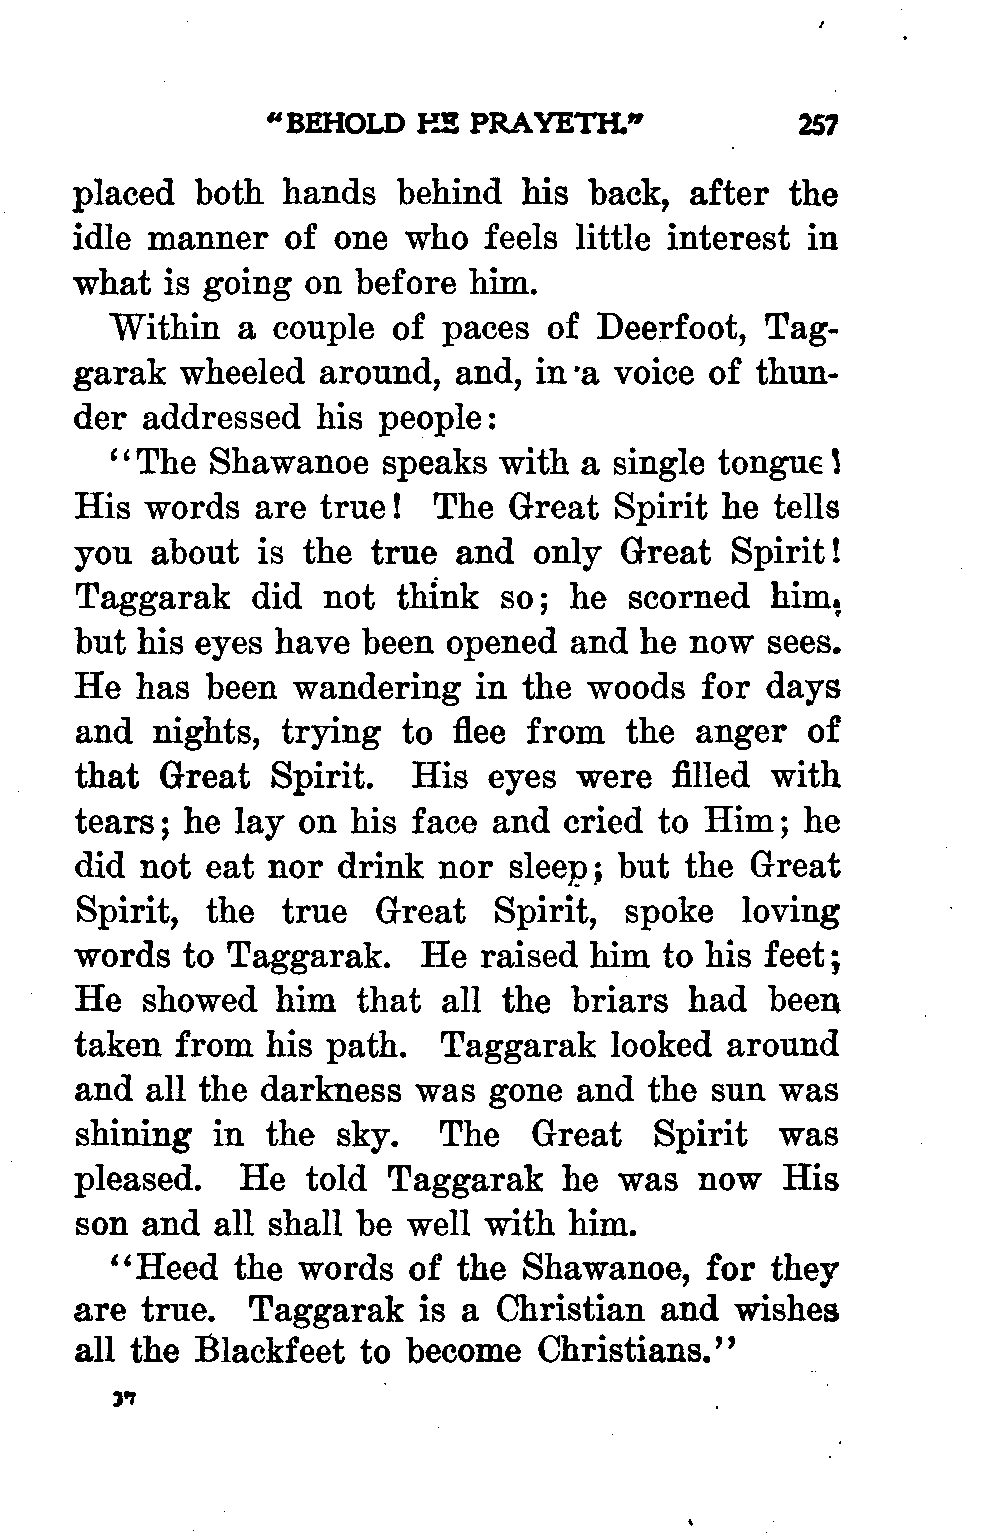 "BEHOLD HE PRAYETH." 257
placed both hands behind his back, after the
idle manner of one who feels little interest in
what is going on before him.
Within a couple of paces of Deerfoot, Tag-
garak wheeled around, and, in a voice of thun-
der addressed his people:
"The Shawanoe speaks with a single tongue!
His words are true! The Great Spirit he tells
you about is the true and only Great Spirit!
Taggarak did not think so; he scorned him,
but his eyes have been opened and he now sees.
He has been wandering in the woods for days
and nights, trying to flee from the anger of
that Great Spirit. His eyes were filled with
tears; he lay on his face and cried to Him; he
did not eat nor drink nor sleep; but the Great
Spirit, the true Great Spirit, spoke loving
words to Taggarak. He raised him to his feet;
He showed him that all the briars had been
taken from his path. Taggarak looked around
and all the darkness was gone and the sun was
shining in the sky. The Great Spirit was
pleased. He told Taggarak he was now His
son and all shall be well with him.
"Heed the words of the Shawanoe, for they
are true. Taggarak is a Christian and wishes
all the Blackfeet to become Christians."
17